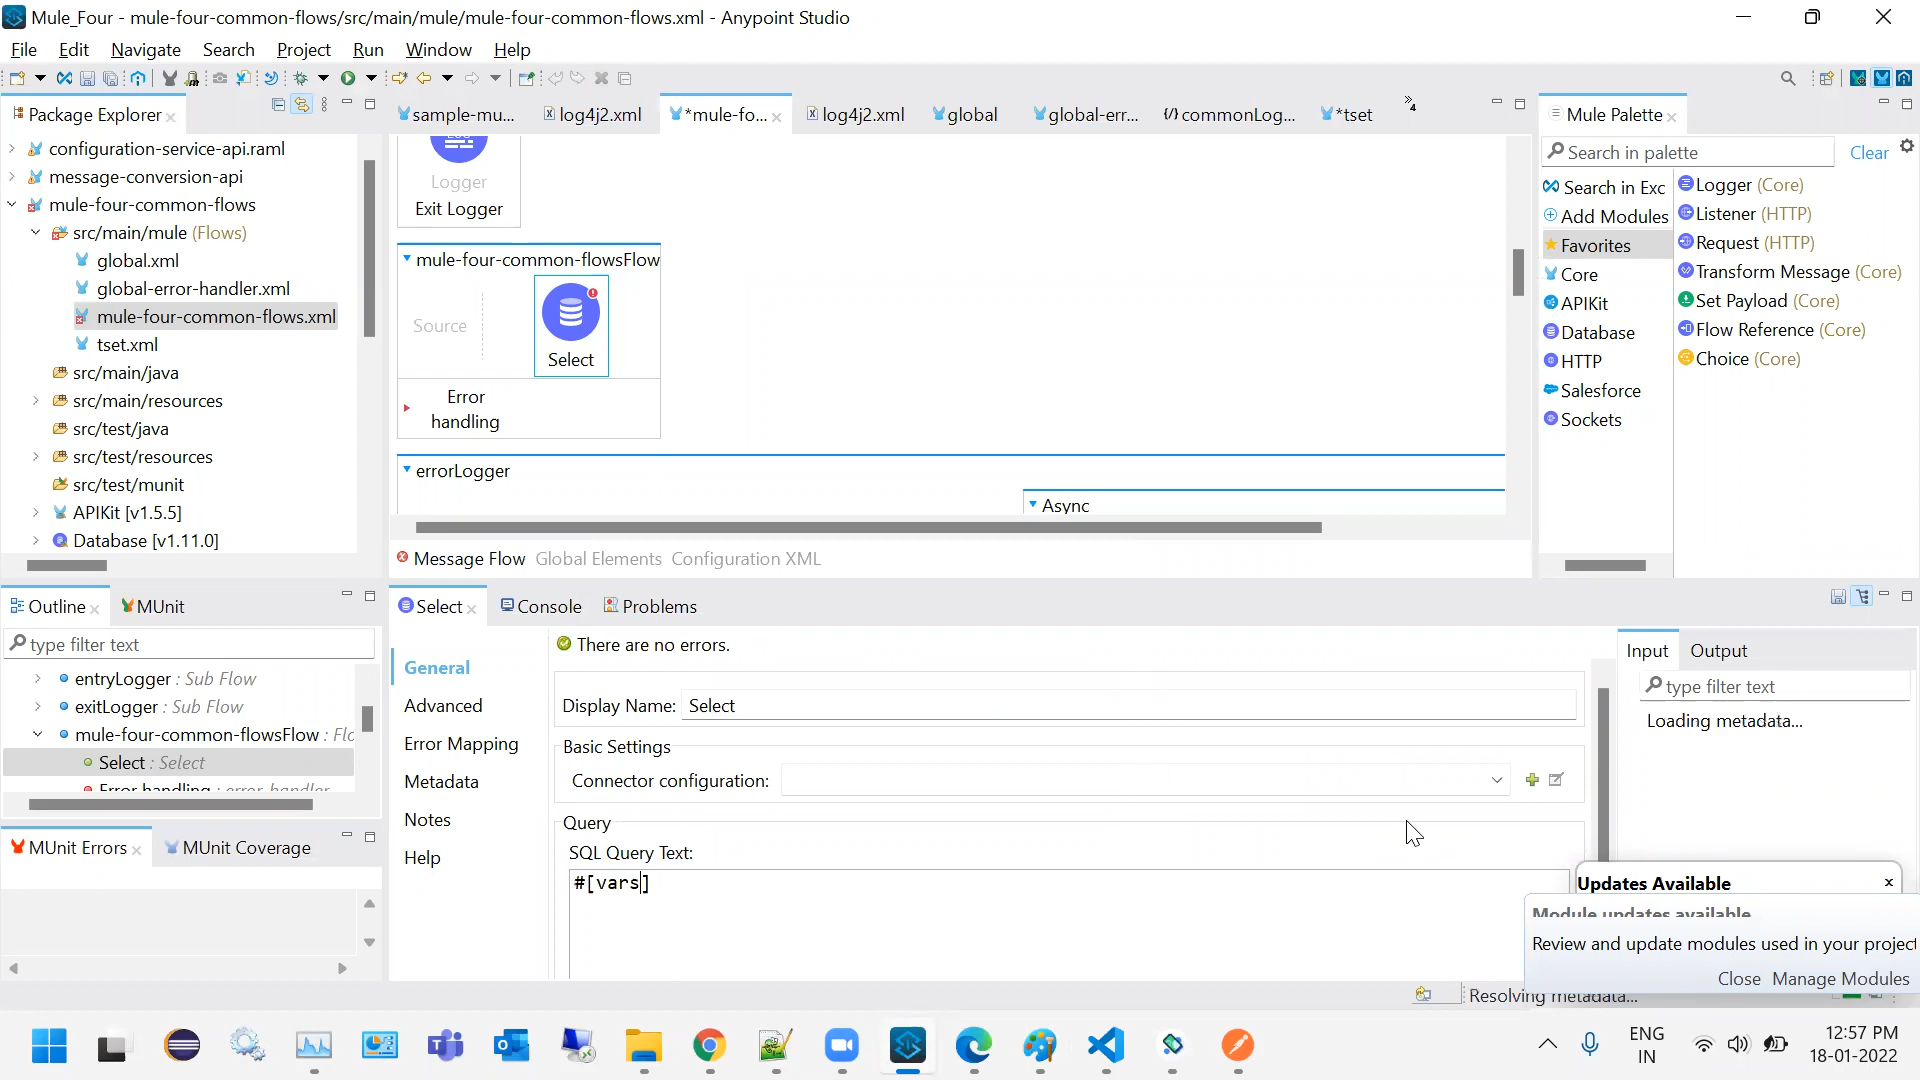 Mule_Four - mule-four-common-flows/src/main/mule/mule-four-common-flows.xml - Anypoint Studio
File Edit Navigate Search Project Run Window Help
Package Explorer
sample-mu... log4j2.xml *mule-fo... log4j2.xml global global-err... commonLog... *tset
4
Mule Palette
configuration-service-api.raml
message-conversion-api
mule-four-common-flows
src/main/mule (Flows)
global.xml
global-error-handler.xml
mule-four-common-flows.xml
tset.xml
src/main/java
src/main/resources
src/test/java
src/test/resources
src/test/munit
APIKit [v1.5.5]
Database [v1.11.0]
Logger
Exit Logger
mule-four-common-flowsFlow
Source
Select
Error
handling
errorLogger
Async
Message Flow Global Elements Configuration XML
Search in palette
Clear
Search in Exc
Add Modules
Favorites
Core
APIKit
Database
HTTP
Salesforce
Sockets
Logger (Core)
Listener (HTTP)
Request (HTTP)
Transform Message (Core)
Set Payload (Core)
Flow Reference (Core)
Choice (Core)
Outline MUnit
type filter text
entryLogger : Sub Flow
exitLogger : Sub Flow
mule-four-common-flowsFlow : Flo
Select : Select
Error handling : error-handler
MUnit Errors MUnit Coverage
Select Console Problems
There are no errors.
General
Advanced
Error Mapping
Metadata
Notes
Help
Display Name: Select
Basic Settings
Connector configuration:
Query
SQL Query Text:
#[vars]
Input Output
type filter text
Loading metadata...
Updates Available
Module updates available
Review and update modules used in your project
Close Manage Modules
Resolving metadata...
ENG
IN
12:57 PM
18-01-2022